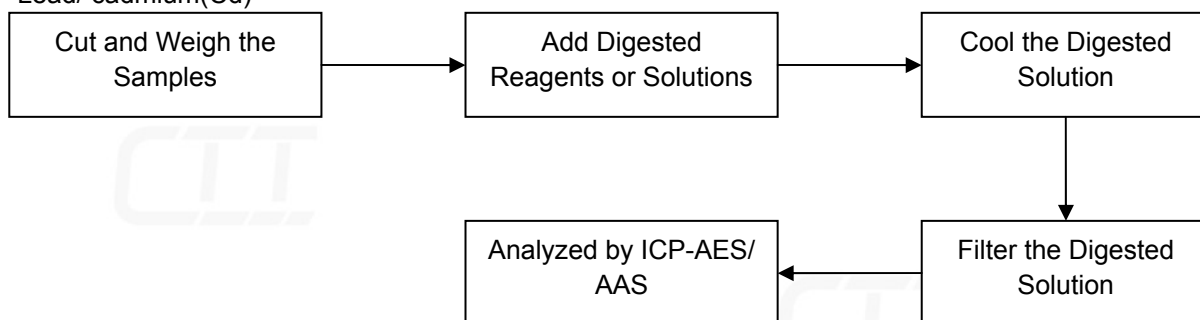 Lead/ cadmium(Cd)
Cut and Weigh the
Samples
Add Digested
Reagents or Solutions
Cool the Digested
Solution
Filter the Digested
Solution
Analyzed by ICP-AES/
AAS